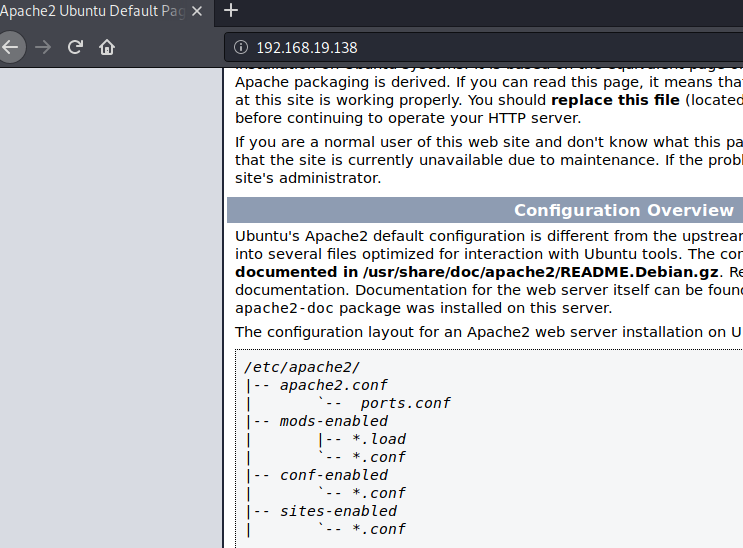 Apache2 Ubuntu Default Pag
192.168.19.138
Apache packaging is derived. If you can read this page, it means that
at this site is working properly. You should replace this file (located
before continuing to operate your HTTP server.
If you are a normal user of this web site and don't know what this pa
that the site is currently unavailable due to maintenance. If the prob
site's administrator.
Configuration Overview
Ubuntu's Apache2 default configuration is different from the upstream
into several files optimized for interaction with Ubuntu tools. The con
documented in /usr/share/doc/apache2/README.Debian.gz. Re
documentation. Documentation for the web server itself can be foun
apache2-doc package was installed on this server.
The configuration layout for an Apache2 web server installation on U
/etc/apache2/
|-- apache2.conf
|       `--  ports.conf
|-- mods-enabled
|       |-- *.load
|       `-- *.conf
|-- conf-enabled
|       `-- *.conf
|-- sites-enabled
|       `-- *.conf